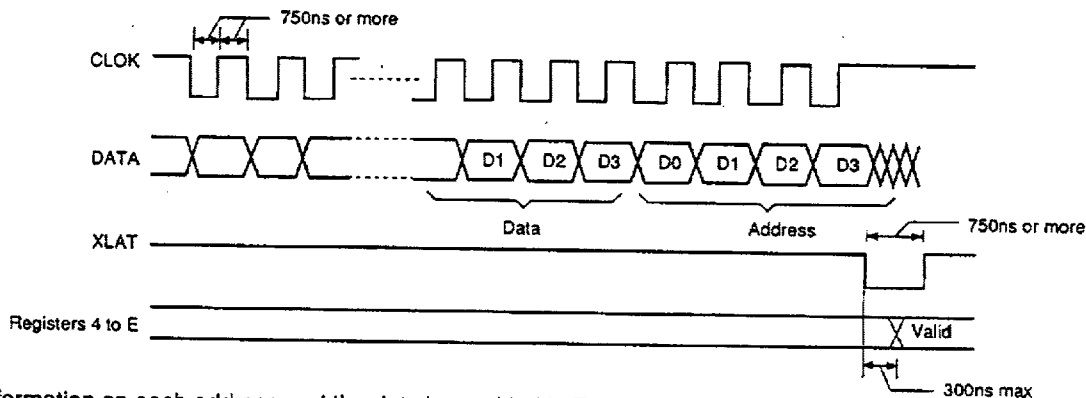 750ns or more
CLOK
DATA
D1 D2 D3 D0 D1 D2 D3
Data Address
XLAT
750ns or more
Registers 4 to E
Valid
300ns max